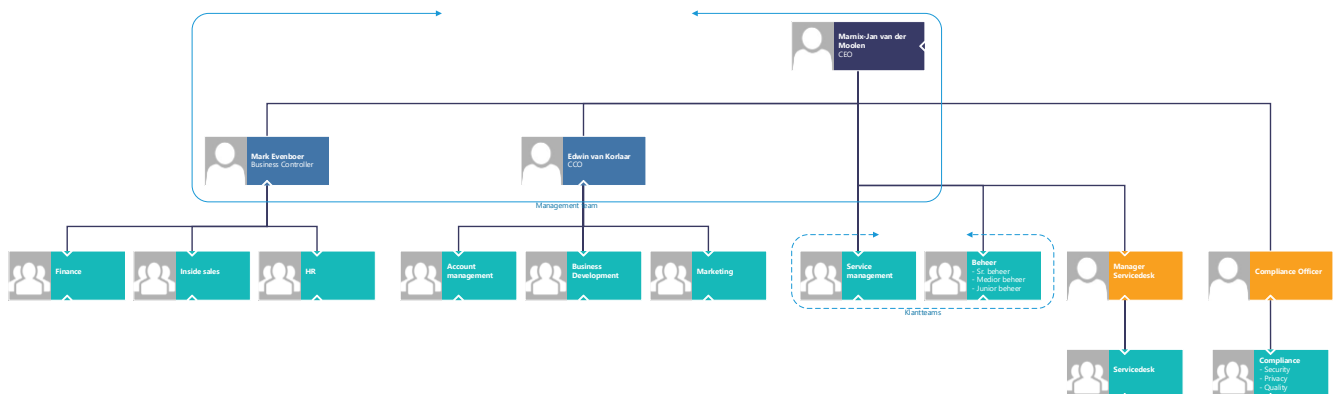 Marnix-Jan van der
Moolen
CEO
Mark Evenboer
Business Controller
Edwin van Korlaar
CCO
Management Team
Finance
Inside sales
HR
Account
management
Business
Development
Marketing
Service
management
Beheer
- Sr. beheer
- Medior beheer
- Junior beheer
Manager
Servicedesk
Compliance Officer
Klantteams
Servicedesk
Compliance
- Security
- Privacy
- Quality